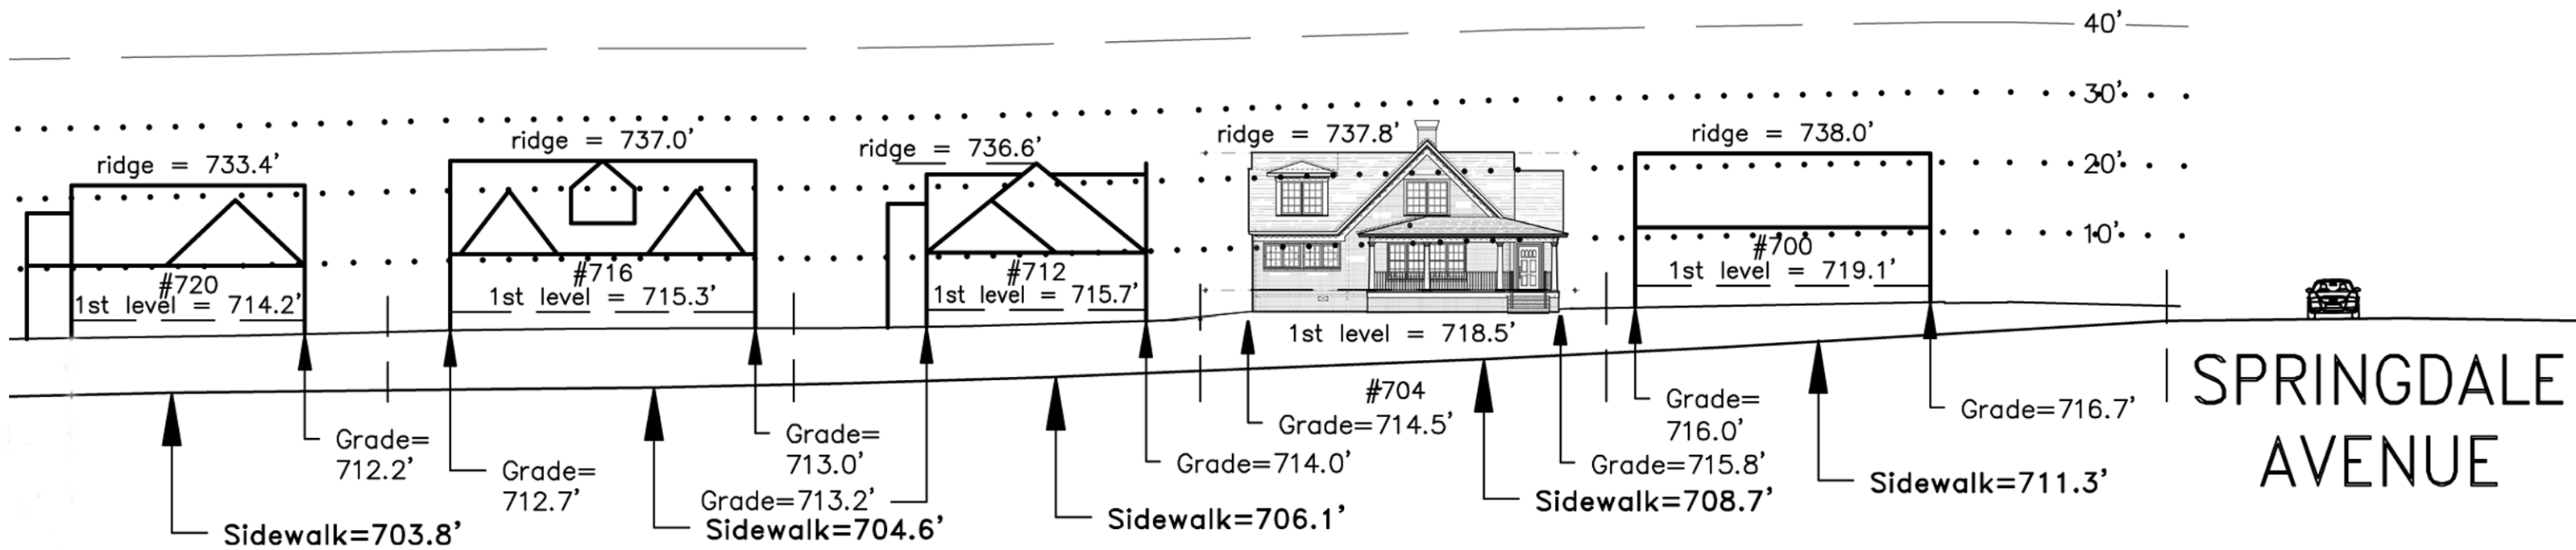 40'
30'
20'
10'
ridge = 733.4'
#720
1st level = 714.2'
ridge = 737.0'
#716
1st level = 715.3'
ridge = 736.6'
#712
1st level = 715.7'
ridge = 737.8'
1st level = 718.5'
#704
ridge = 738.0'
#700
1st level = 719.1'
Grade=
712.2'
Grade=
712.7'
Grade=
713.0'
Grade=713.2'
Grade=714.0'
Grade=714.5'
Grade=715.8'
Grade=
716.0'
Grade=716.7'
Sidewalk=703.8'
Sidewalk=704.6'
Sidewalk=706.1'
Sidewalk=708.7'
Sidewalk=711.3'
SPRINGDALE
AVENUE